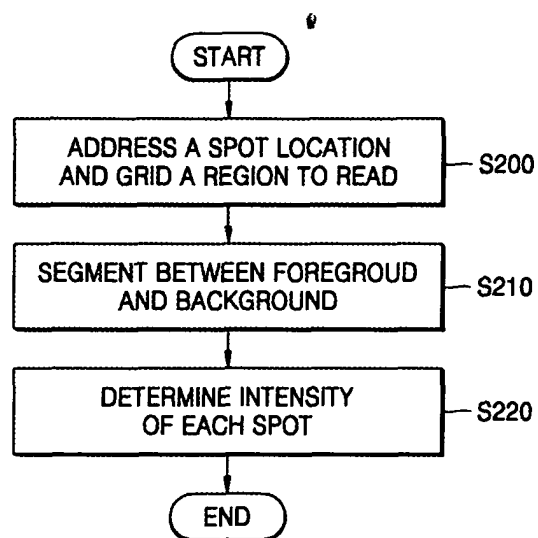 START
ADDRESS A SPOT LOCATION
AND GRID A REGION TO READ
S200
SEGMENT BETWEEN FOREGROUD
AND BACKGROUND
S210
DETERMINE INTENSITY
OF EACH SPOT
S220
END